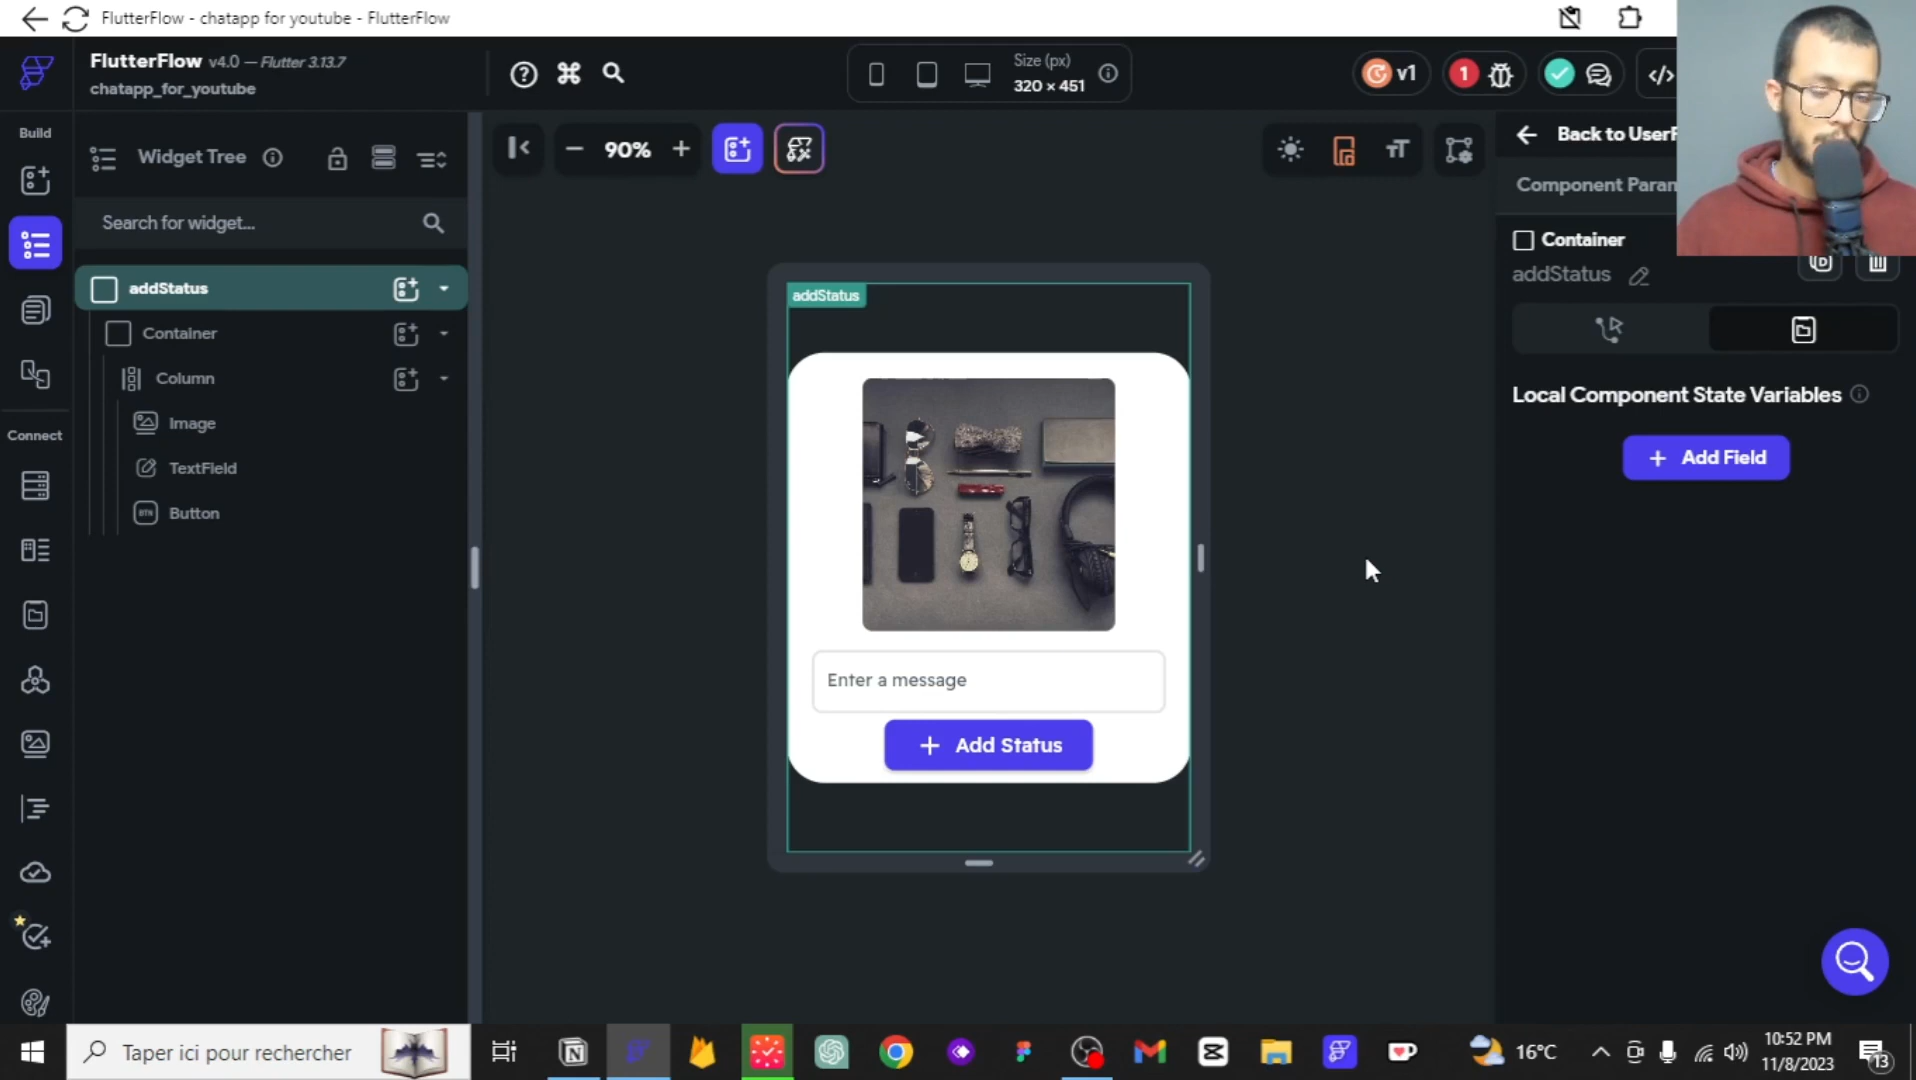 FlutterFlow - chatapp for youtube - FlutterFlow
FlutterFlow v4.0 — Flutter 3.13.7
chatapp_for_youtube
Size (px)
320 × 451
v1
1
Build
Widget Tree
90%
Back to UserF
Component Param
Search for widget...
Container
addStatus
addStatus
addStatus
Container
Column
Image
TextField
BTN
Button
Connect
Local Component State Variables
+ Add Field
Enter a message
+ Add Status
Taper ici pour rechercher
16°C
10:52 PM
11/8/2023
13